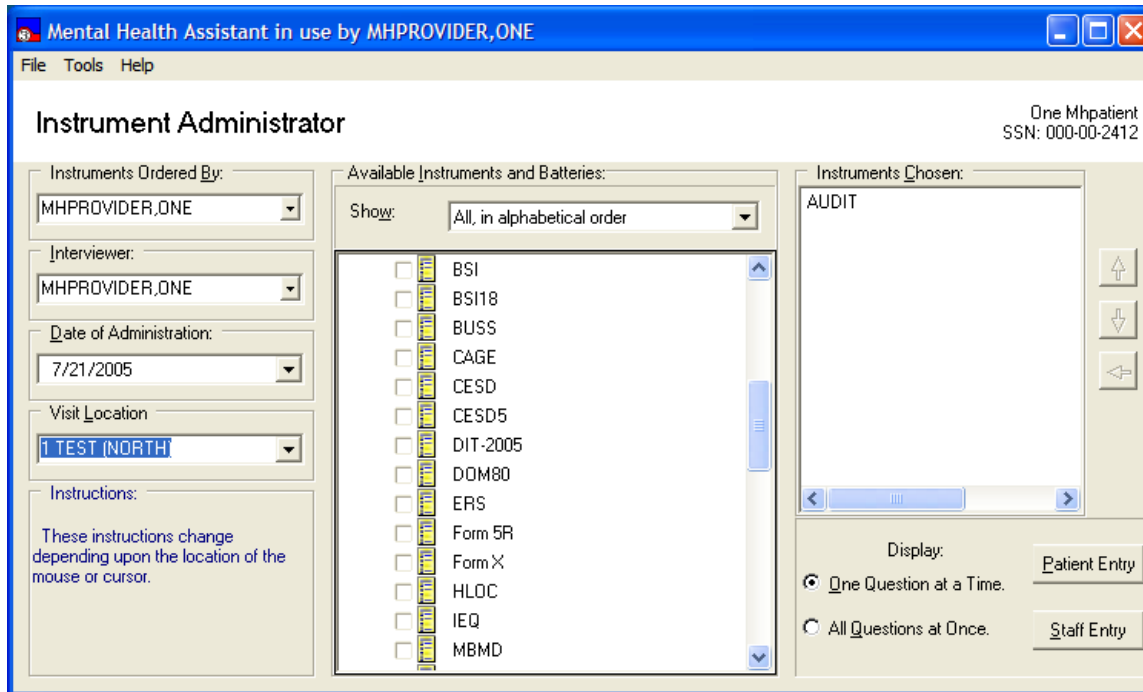 Mental Health Assistant in use by MHPROVIDER,ONE
File Tools Help
Instrument Administrator
One Mhpatient
SSN: 000-00-2412
Instruments Ordered By:
MHPROVIDER,ONE
Interviewer:
MHPROVIDER,ONE
Date of Administration:
7/21/2005
Visit Location
1 TEST (NORTH)
Instructions:
These instructions change
depending upon the location of the
mouse or cursor.
Available Instruments and Batteries:
Show: All, in alphabetical order
BSI
BSI18
BUSS
CAGE
CESD
CESD5
DIT-2005
DOM80
ERS
Form 5R
Form X
HLOC
IEQ
MBMD
Instruments Chosen:
AUDIT
Display:
One Question at a Time.
All Questions at Once.
Patient Entry
Staff Entry